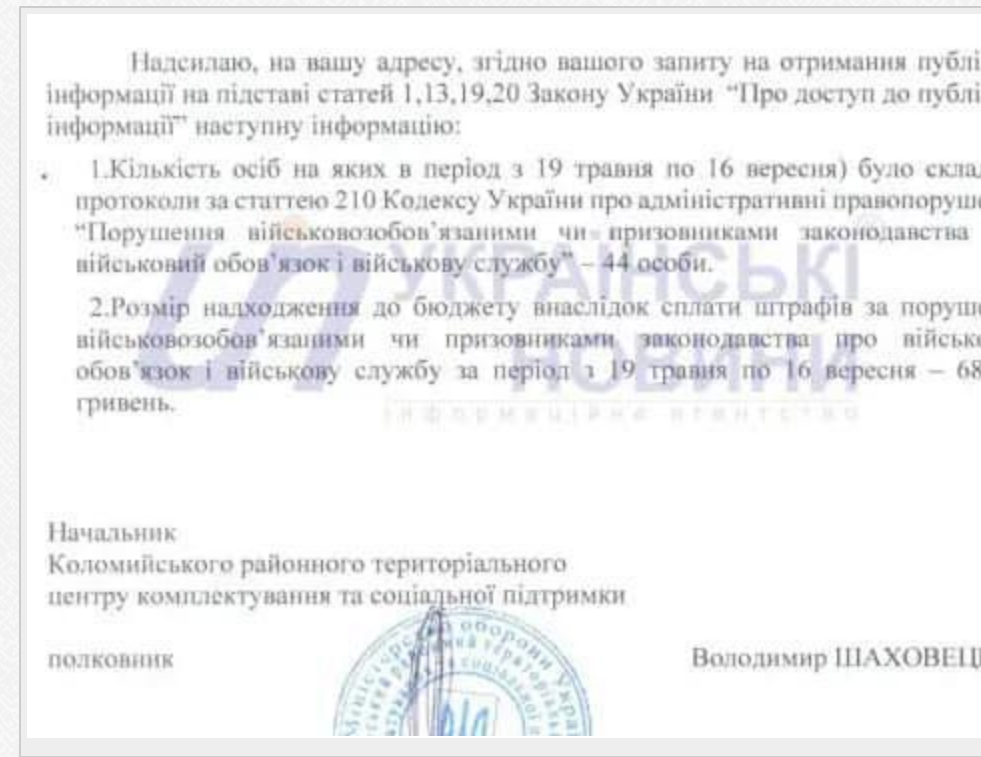 Надсилаю, на вашу адресу, згідно вашого запиту на отримання публі
інформації на підставі статей 1,13,19,20 Закону України “Про доступ до публі
інформації” наступну інформацію:
1.Кількість осіб на яких в період з 19 травня по 16 вересня) було склад
протоколи за статтею 210 Кодексу України про адміністративні правопоруше
“Порушення військовозобов’язаними чи призовниками законодавства
військовий обов’язок і військову службу” – 44 особи.
2.Розмір надходження до бюджету внаслідок сплати штрафів за поруше
військовозобов’язаними чи призовниками законодавства про військо
обов’язок і військову службу за період з 19 травня по 16 вересня – 68
гривень.
УКРАЇНСЬКІ
НОВИНИ
інформаційне агентство
Начальник
Коломийського районного територіального
центру комплектування та соціальної підтримки
полковник
Володимир ШАХОВЕЦ